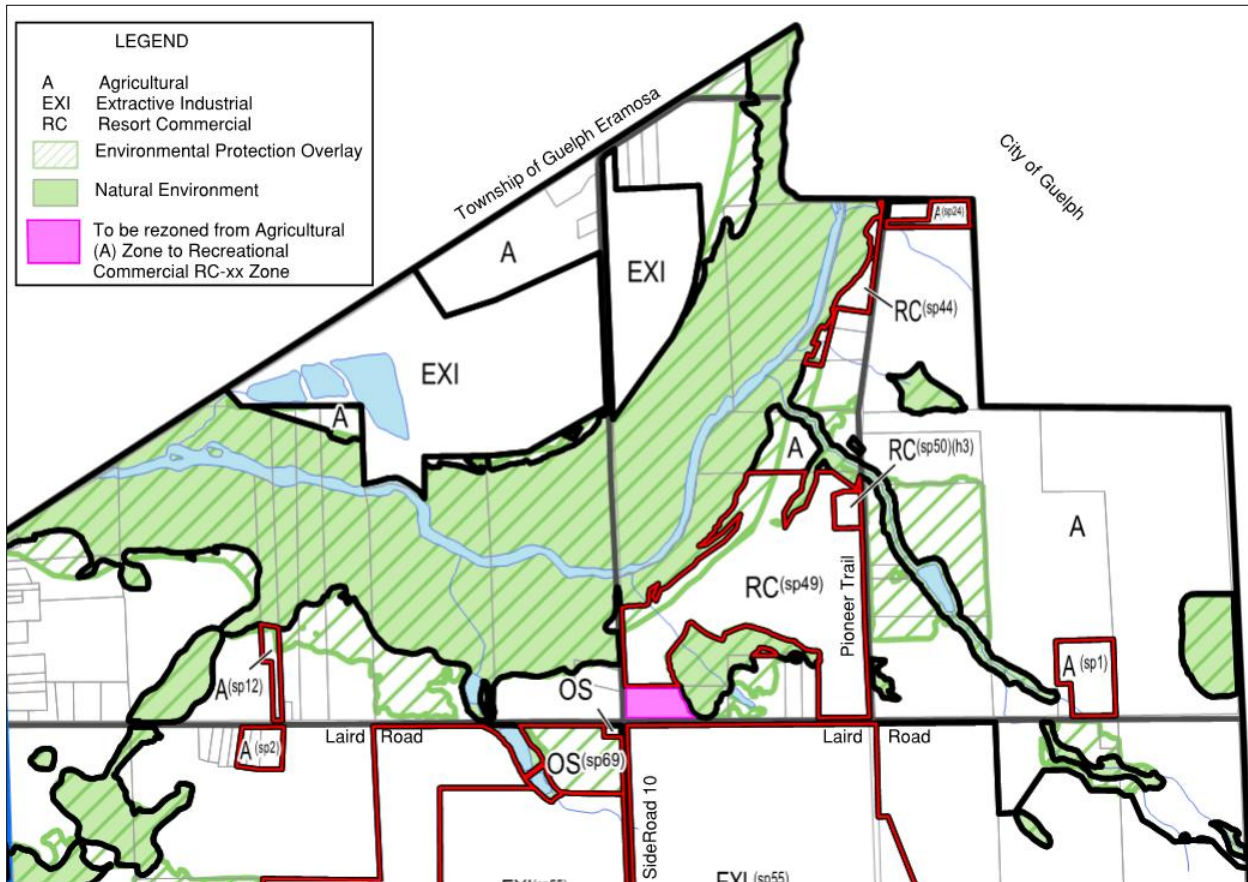 LEGEND
A Agricultural
EXI Extractive Industrial
RC Resort Commercial
Environmental Protection Overlay
Natural Environment
To be rezoned from Agricultural
(A) Zone to Recreational
Commercial RC-xx Zone
Township of Guelph Eramosa
City of Guelph
A(sp24)
A
EXI
RC(sp44)
EXI
A
A
RC(sp50)(h3)
A
RC(sp49)
Pioneer Trail
A(sp12)
OS
A (sp1)
Laird Road
Laird Road
A (sp2)
OS(sp69)
SideRoad 10
EXI(sp55)